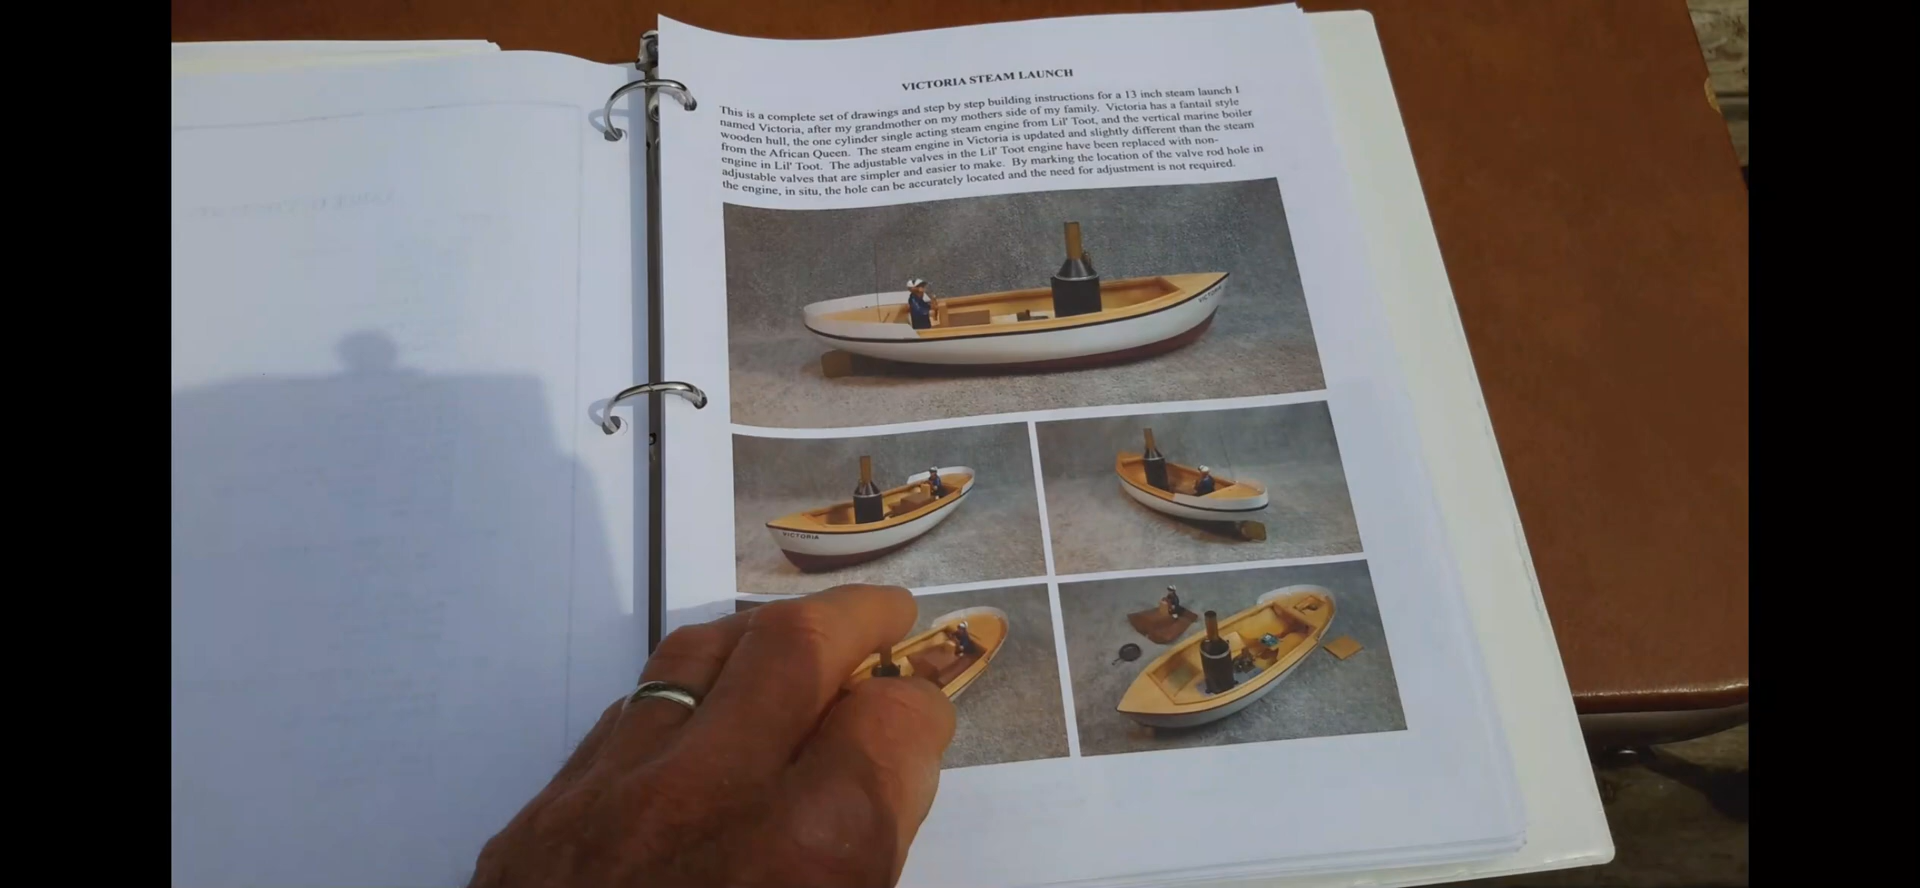 VICTORIA STEAM LAUNCH
This is a complete set of drawings and step by step building instructions for a 13 inch steam launch I
named Victoria, after my grandmother on my mothers side of my family. Victoria has a fantail style
wooden hull, the one cylinder single acting steam engine from Lil' Toot, and the vertical marine boiler
from the African Queen. The steam engine in Victoria is updated and slightly different than the steam
engine in Lil' Toot. The adjustable valves in the Lil' Toot engine have been replaced with non-
adjustable valves that are simpler and easier to make. By marking the location of the valve rod hole in
the engine, in situ, the hole can be accurately located and the need for adjustment is not required.
VICTORIA
VICTORIA